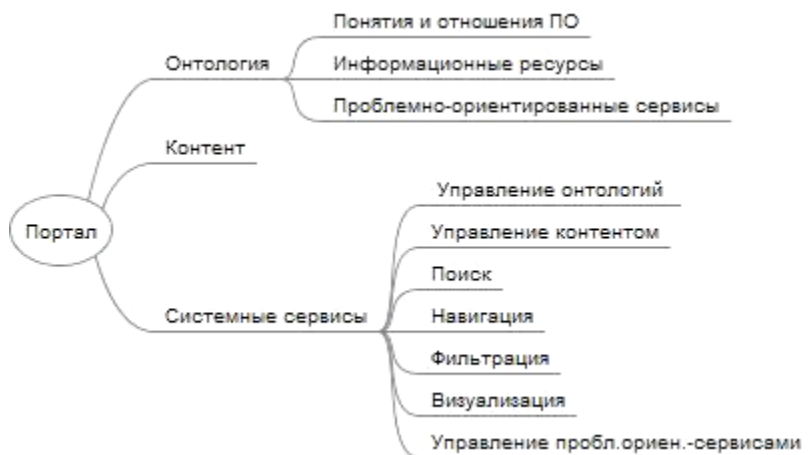 Понятия и отношения ПО
Онтология
Информационные ресурсы
Проблемно-ориентированные сервисы
Контент
Управление онтологий
Портал
Управление контентом
Поиск
Системные сервисы
Навигация
Фильтрация
Визуализация
Управление пробл.ориен.-сервисами